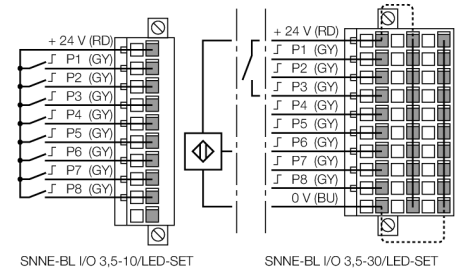 + 24 V (RD)
P1 (GY)
P2 (GY)
P3 (GY)
P4 (GY)
P5 (GY)
P6 (GY)
P7 (GY)
P8 (GY)
SNNE-BL I/O 3,5-10/LED-SET
+ 24 V (RD)
P1 (GY)
P2 (GY)
P3 (GY)
P4 (GY)
P5 (GY)
P6 (GY)
P7 (GY)
P8 (GY)
0 V (BU)
SNNE-BL I/O 3,5-30/LED-SET